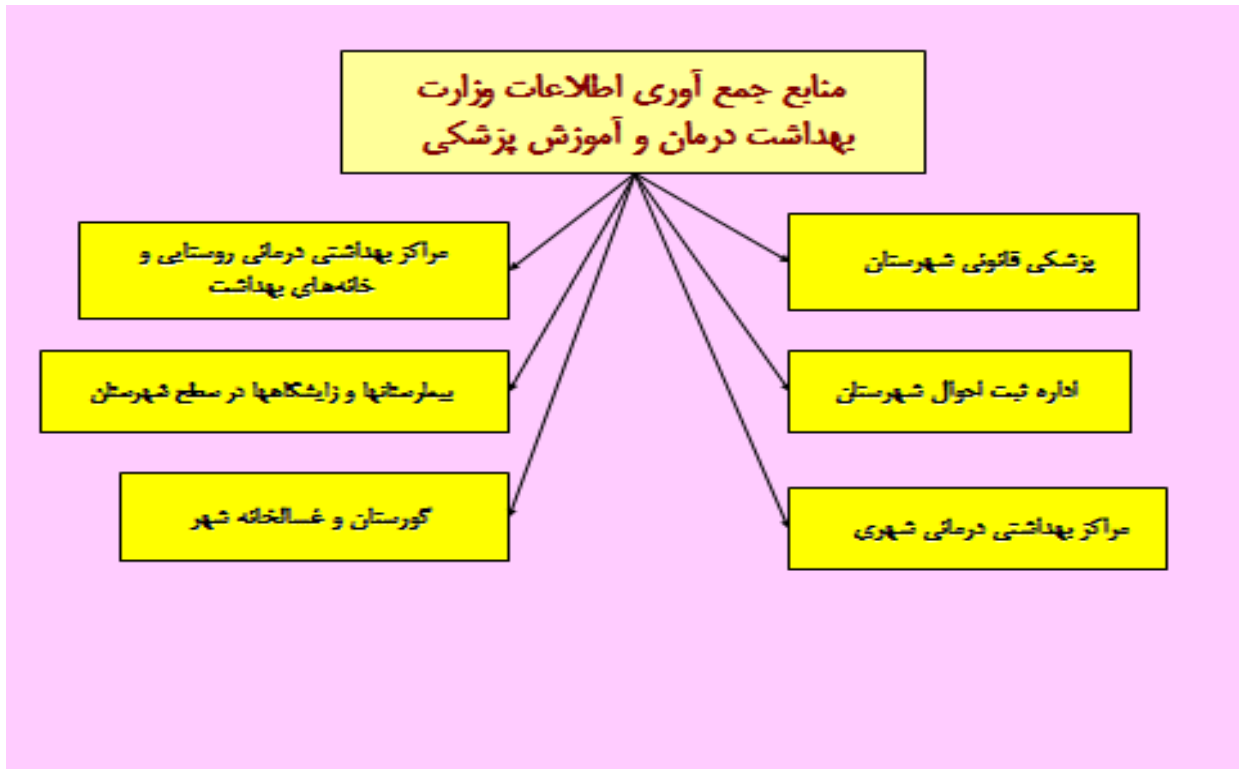 منابع جمع آوری اطلاعات وزارت
بهداشت درمان و آموزش پزشکی
پزشکی قانونی شهرستان
مراکز بهداشتی درمانی روستایی و
خانه‌های بهداشت
اداره ثبت احوال شهرستان
بیمارستانها و زایشگاهها در سطح شهرستان
مراکز بهداشتی درمانی شهری
گورستان و غسالخانه شهر